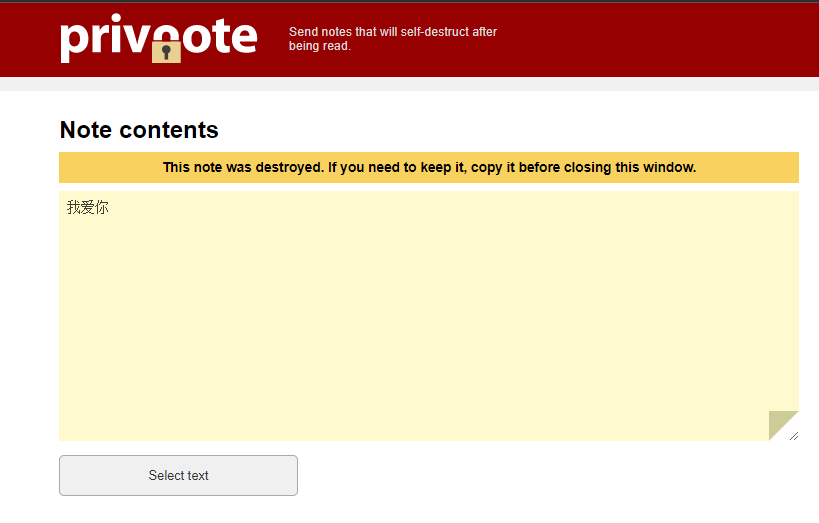 privnote
Send notes that will self-destruct after
being read.
Note contents
This note was destroyed. If you need to keep it, copy it before closing this window.
我爱你
Select text